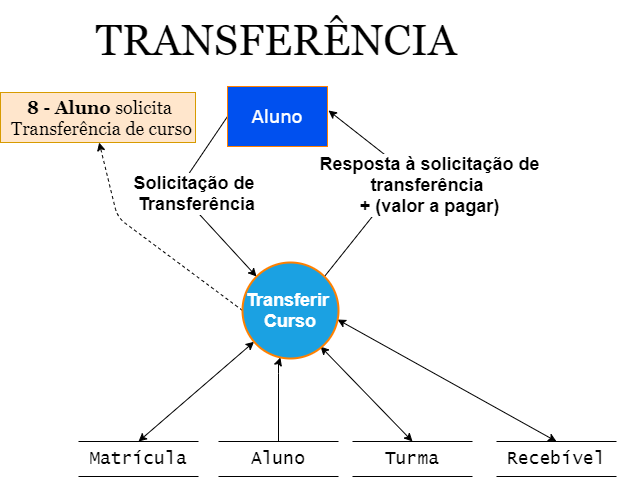 TRANSFERÊNCIA
8 - Aluno solicita
Transferência de curso
Aluno
Solicitação de
Transferência
Resposta à solicitação de
transferência
+ (valor a pagar)
Transferir
Curso
Matrícula
Aluno
Turma
Recebível